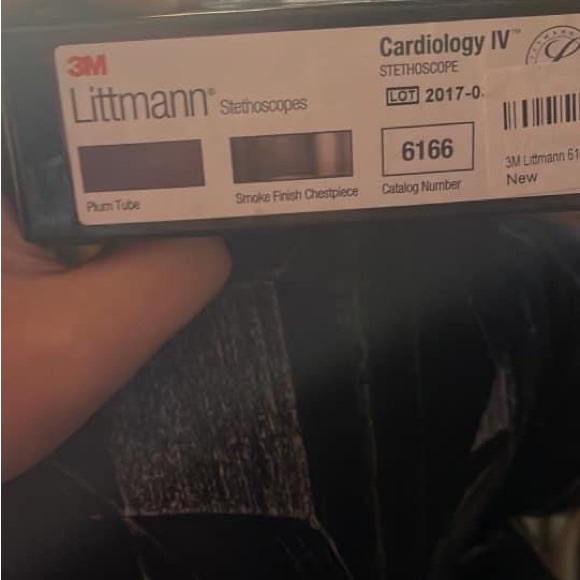 3M
Littmann® Stethoscopes
Plum Tube
Smoke Finish Chestpiece
Cardiology IV™
STETHOSCOPE
LOT 2017-0
6166
Catalog Number
3M Littmann 61
New